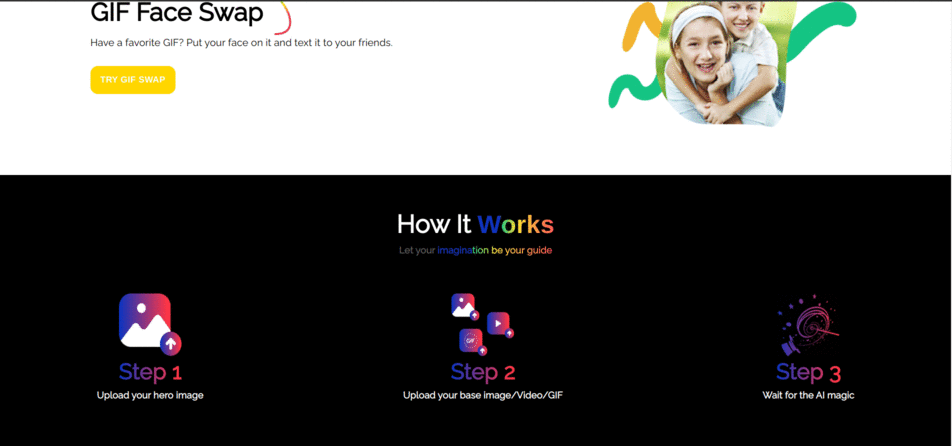 GIF Face Swap
Have a favorite GIF? Put your face on it and text it to your friends.
TRY GIF SWAP
How It Works
Let your imagination be your guide
GIF
Step 1
Step 2
Step 3
Upload your hero image
Upload your base image/Video/GIF
Wait for the AI magic